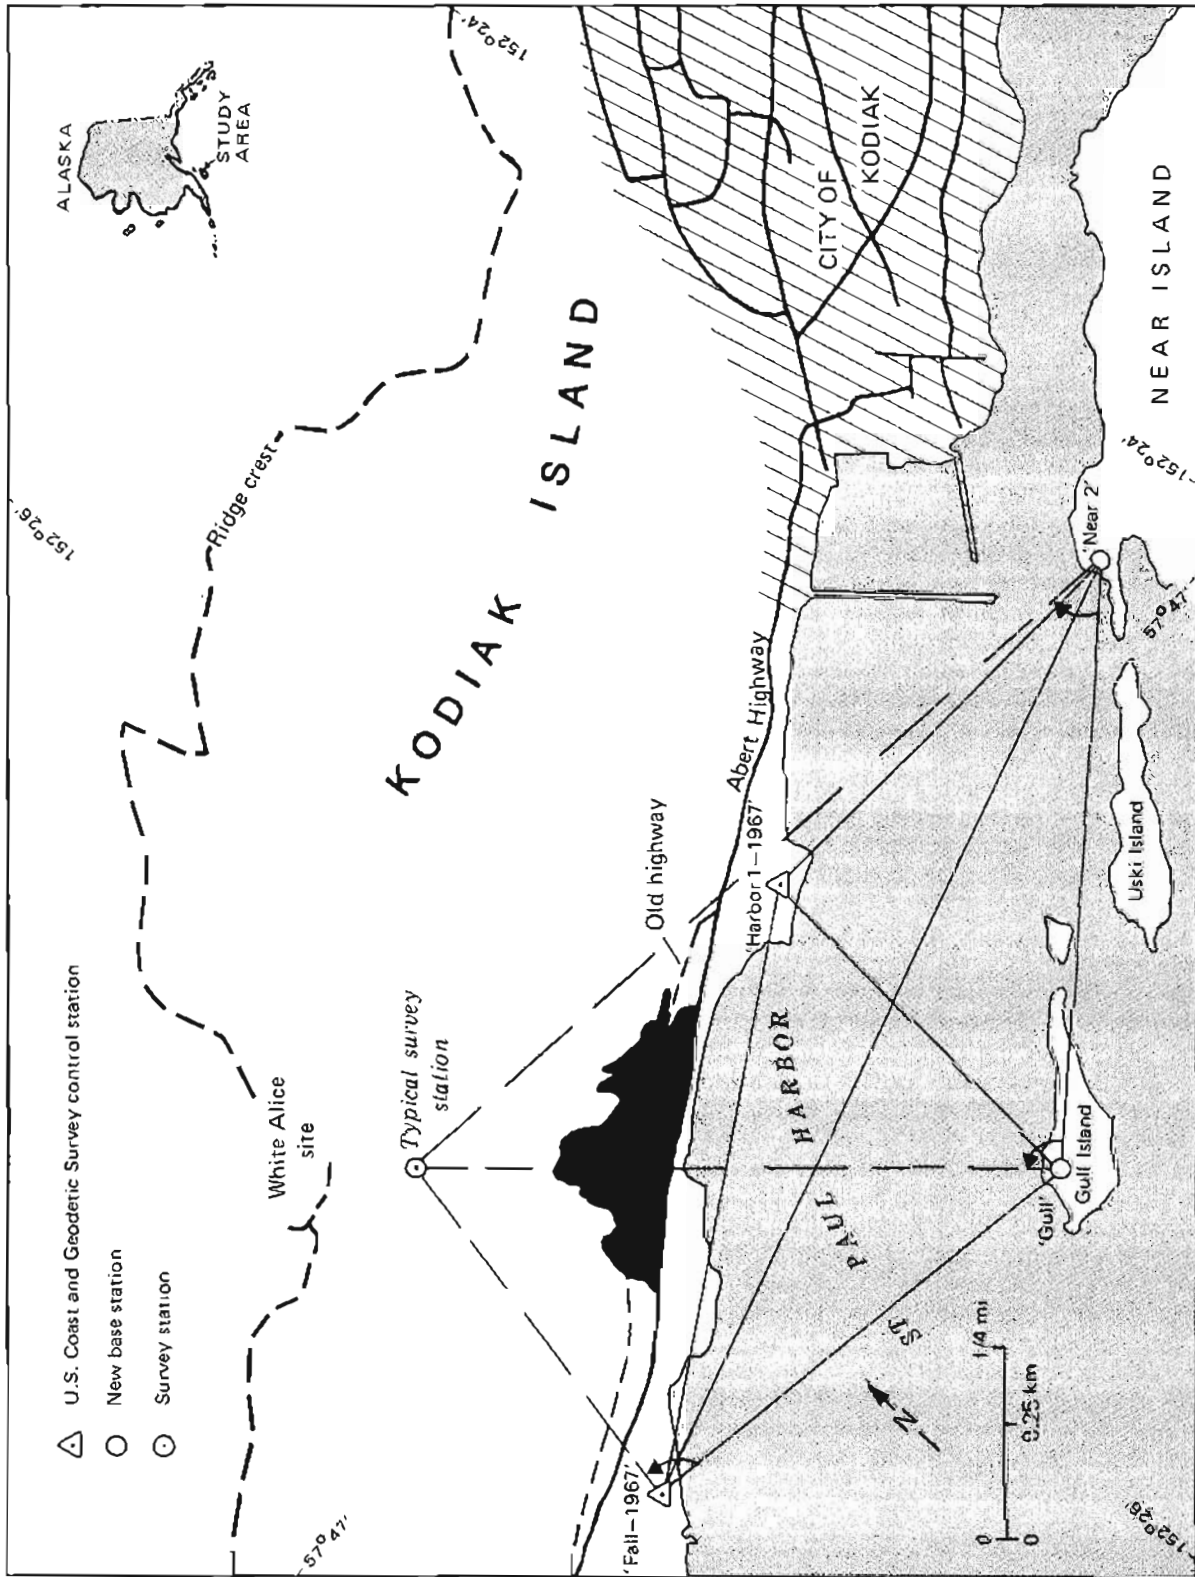 U.S. Coast and Geodetic Survey control station
New base station
Survey station
ALASKA
STUDY
AREA
152°26'
152°24'
Ridge crest
White Alice
site
57°47'
KODIAK ISLAND
Typical survey
station
Old highway
Abert Highway
CITY OF
KODIAK
'Fall–1967'
'Harbor 1–1967'
ST PAUL HARBOR
'Near 2'
NEAR ISLAND
152°24'
57°47'
Uski Island
'Gull'
Gull Island
N
0 1/4 mi
0 0.25 km
152°26'